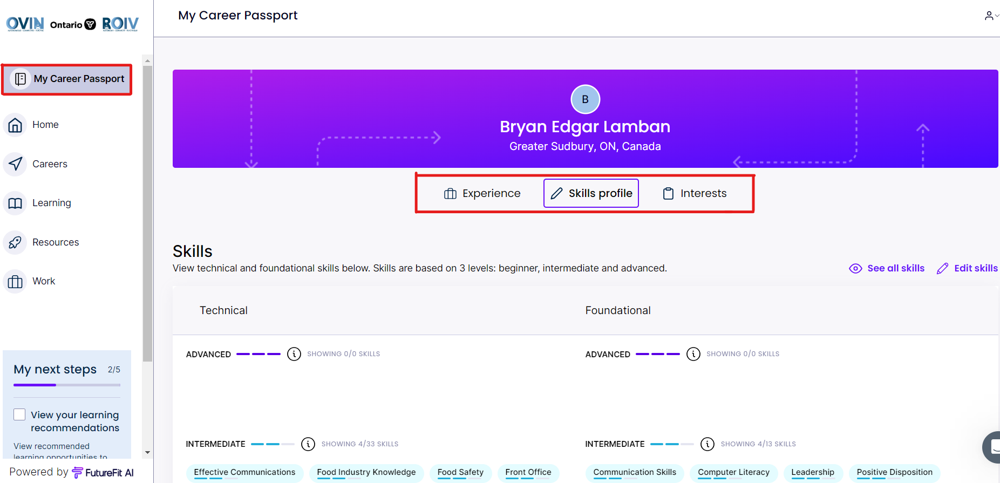 My Career Passport
OVIN Ontario ROIV
My Career Passport
Home
Careers
Learning
Resources
Work
My next steps 2/5
View your learning
recommendations
View recommended
learning opportunities to
Powered by FutureFit AI
B
Bryan Edgar Lamban
Greater Sudbury, ON, Canada
Experience Skills profile Interests
Skills
View technical and foundational skills below. Skills are based on 3 levels: beginner, intermediate and advanced.
See all skills Edit skills
Technical Foundational
ADVANCED SHOWING 0/0 SKILLS ADVANCED SHOWING 0/0 SKILLS
INTERMEDIATE SHOWING 4/33 SKILLS INTERMEDIATE SHOWING 4/13 SKILLS
Effective Communications Food Industry Knowledge Food Safety Front Office Communication Skills Computer Literacy Leadership Positive Disposition